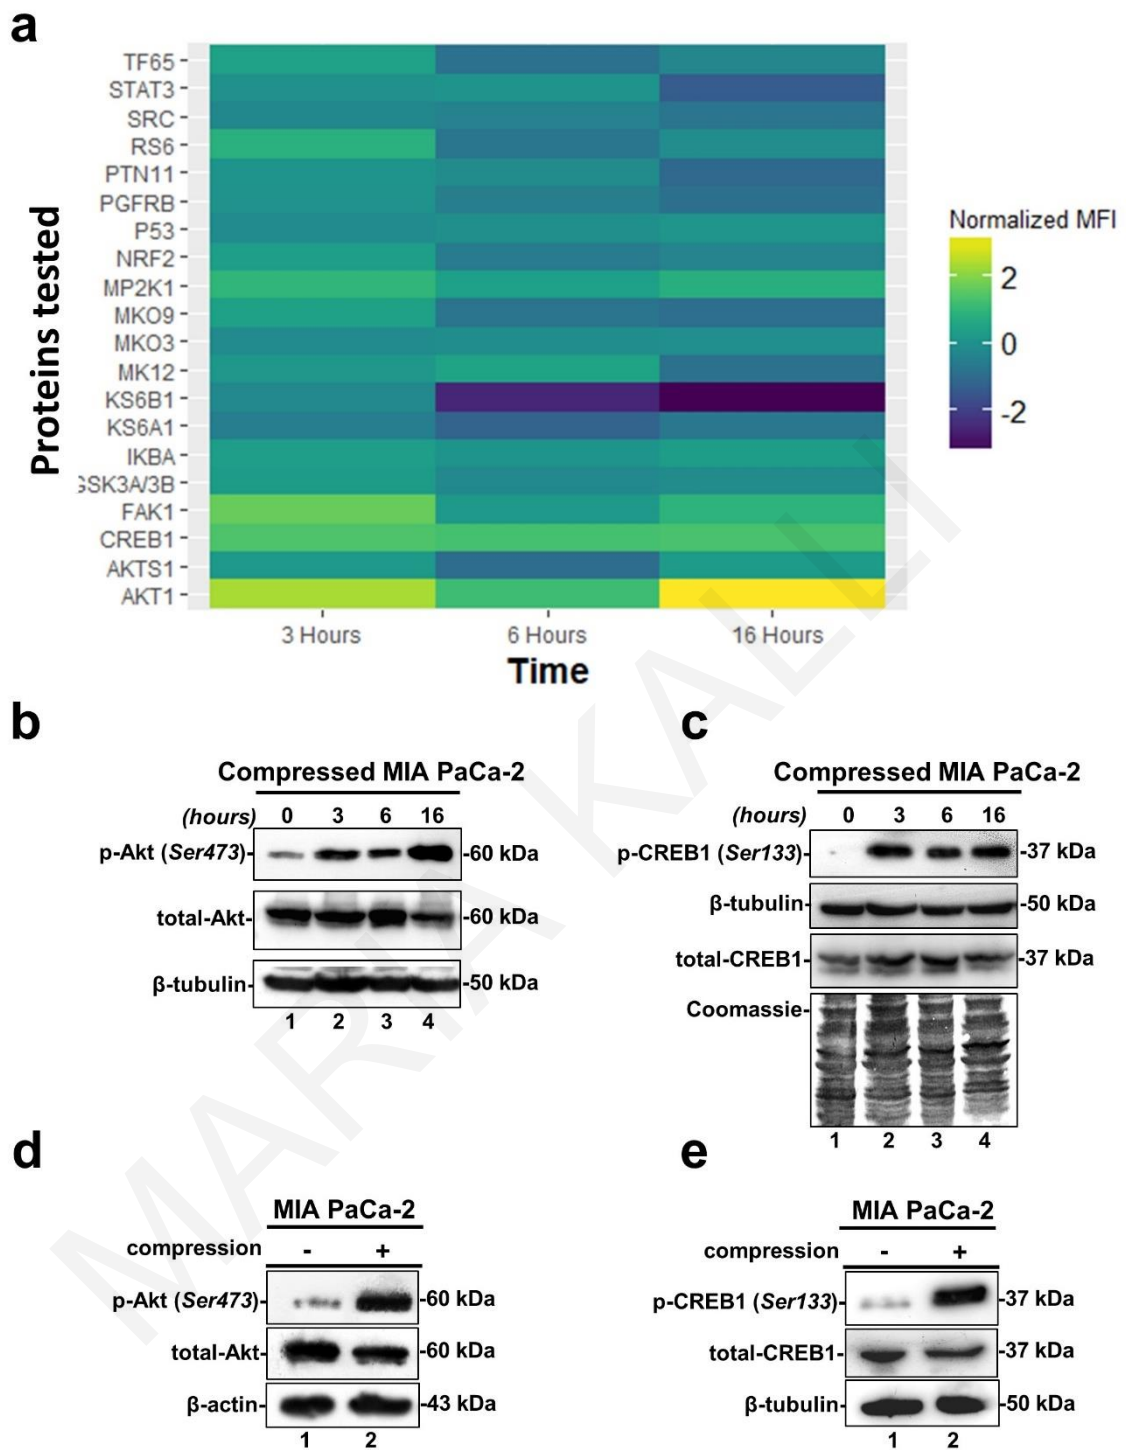 a
Proteins tested
TF65
STAT3
SRC
RS6
PTN11
PGFRB
P53
NRF2
MP2K1
MKO9
MKO3
MK12
KS6B1
KS6A1
IKBA
GSK3A/3B
FAK1
CREB1
AKTS1
AKT1
3 Hours 6 Hours 16 Hours
Time
Normalized MFI
2
0
-2
b
Compressed MIA PaCa-2
(hours) 0 3 6 16
p-Akt (Ser473)- -60 kDa
total-Akt- -60 kDa
β-tubulin- -50 kDa
1 2 3 4
c
Compressed MIA PaCa-2
(hours) 0 3 6 16
p-CREB1 (Ser133)- -37 kDa
β-tubulin- -50 kDa
total-CREB1- -37 kDa
Coomassie-
1 2 3 4
d
MIA PaCa-2
compression - +
p-Akt (Ser473)- -60 kDa
total-Akt- -60 kDa
β-actin- -43 kDa
1 2
e
MIA PaCa-2
compression - +
p-CREB1 (Ser133)- -37 kDa
total-CREB1- -37 kDa
β-tubulin- -50 kDa
1 2
MARIA KALLI